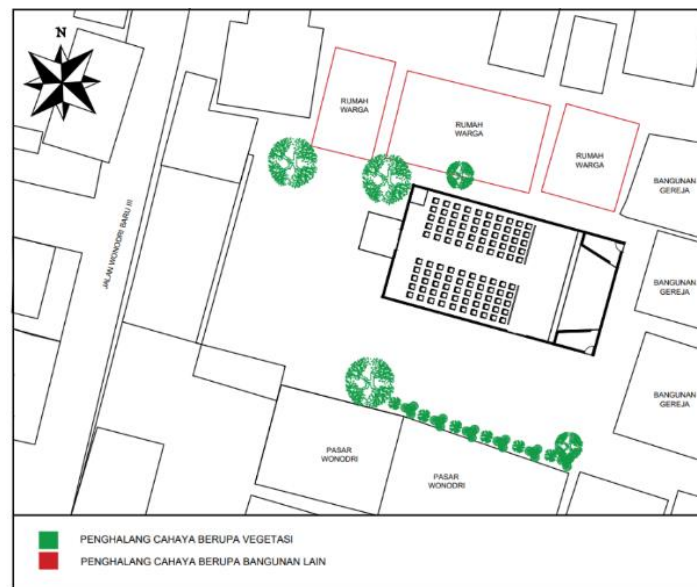 N
RUMAH
WARGA
RUMAH
WARGA
RUMAH
WARGA
BANGUNAN
GEREJA
JALAN WONODRI BARU III
BANGUNAN
GEREJA
BANGUNAN
GEREJA
PASAR
WONODRI
PASAR
WONODRI
PENGHALANG CAHAYA BERUPA VEGETASI
PENGHALANG CAHAYA BERUPA BANGUNAN LAIN